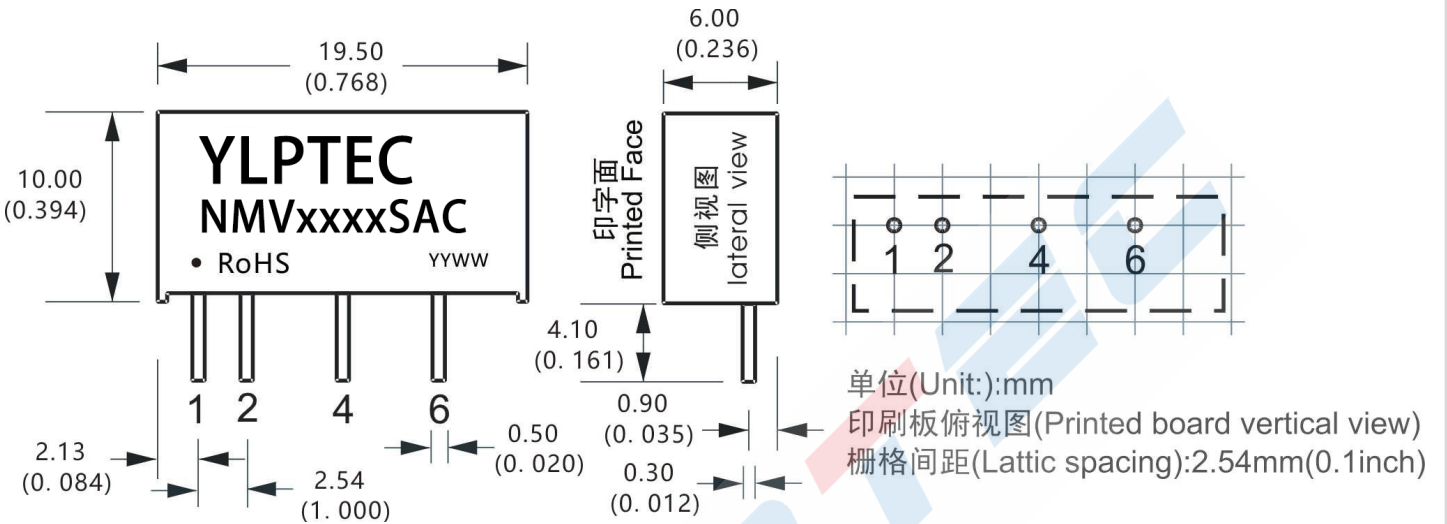 19.50
(0.768)
10.00
(0.394)
YLPTEC
NMVxxxxSAC
• RoHS YYWW
1 2 4 6
2.13
(0. 084)
2.54
(1. 000)
0.50
(0. 020)
6.00
(0.236)
印字面
Printed Face
侧视图
lateral view
4.10
(0. 161)
0.90
(0. 035)
0.30
(0. 012)
1 2 4 6
单位(Unit:):mm
印刷板俯视图(Printed board vertical view)
栅格间距(Lattic spacing):2.54mm(0.1inch)
TEC